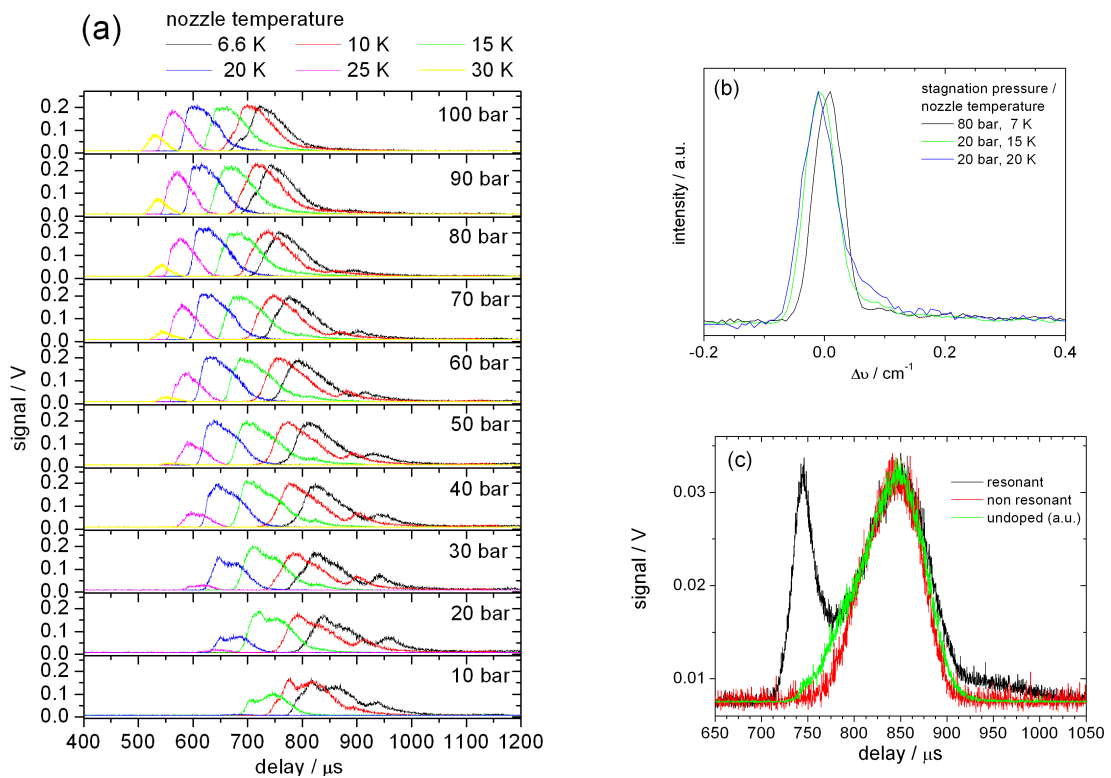 (a)
nozzle temperature
6.6 K 10 K 15 K
20 K 25 K 30 K
0.2
0.1
0.0
100 bar
0.2
0.1
0.0
90 bar
0.2
0.1
0.0
80 bar
0.2
0.1
0.0
70 bar
0.2
0.1
0.0
60 bar
0.2
0.1
0.0
50 bar
0.2
0.1
0.0
40 bar
0.2
0.1
0.0
30 bar
0.2
0.1
0.0
20 bar
0.2
0.1
0.0
10 bar
signal / V
400 500 600 700 800 900 1000 1100 1200
delay / μs
(b)
stagnation pressure /
nozzle temperature
80 bar, 7 K
20 bar, 15 K
20 bar, 20 K
intensity / a.u.
-0.2 0.0 0.2 0.4
Δυ / cm⁻¹
(c)
resonant
non resonant
undoped (a.u.)
0.03
0.02
0.01
signal / V
650 700 750 800 850 900 950 1000 1050
delay / μs